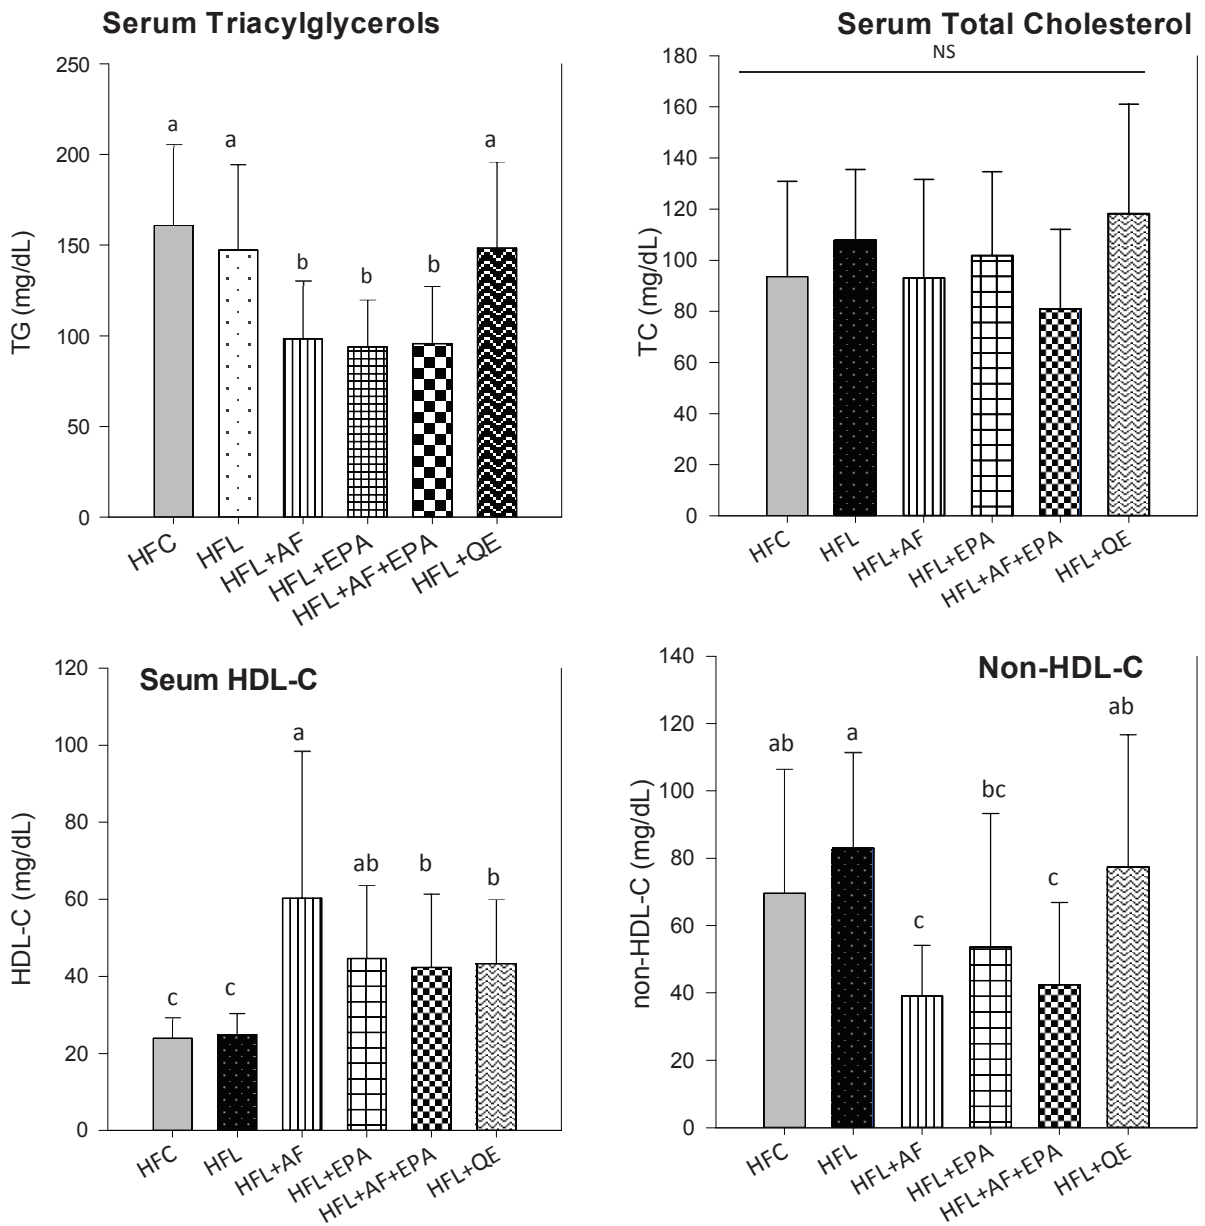 Serum Triacylglycerols
250
200
150
100
50
0
TG (mg/dL)
a
a
b
b
b
a
HFC
HFL
HFL+AF
HFL+EPA
HFL+AF+EPA
HFL+QE
Serum Total Cholesterol
NS
180
160
140
120
100
80
60
40
20
0
TC (mg/dL)
HFC
HFL
HFL+AF
HFL+EPA
HFL+AF+EPA
HFL+QE
Seum HDL-C
120
100
80
60
40
20
0
HDL-C (mg/dL)
c
c
a
ab
b
b
HFC
HFL
HFL+AF
HFL+EPA
HFL+AF+EPA
HFL+QE
Non-HDL-C
140
120
100
80
60
40
20
0
non-HDL-C (mg/dL)
ab
a
c
bc
c
ab
HFC
HFL
HFL+AF
HFL+EPA
HFL+AF+EPA
HFL+QE